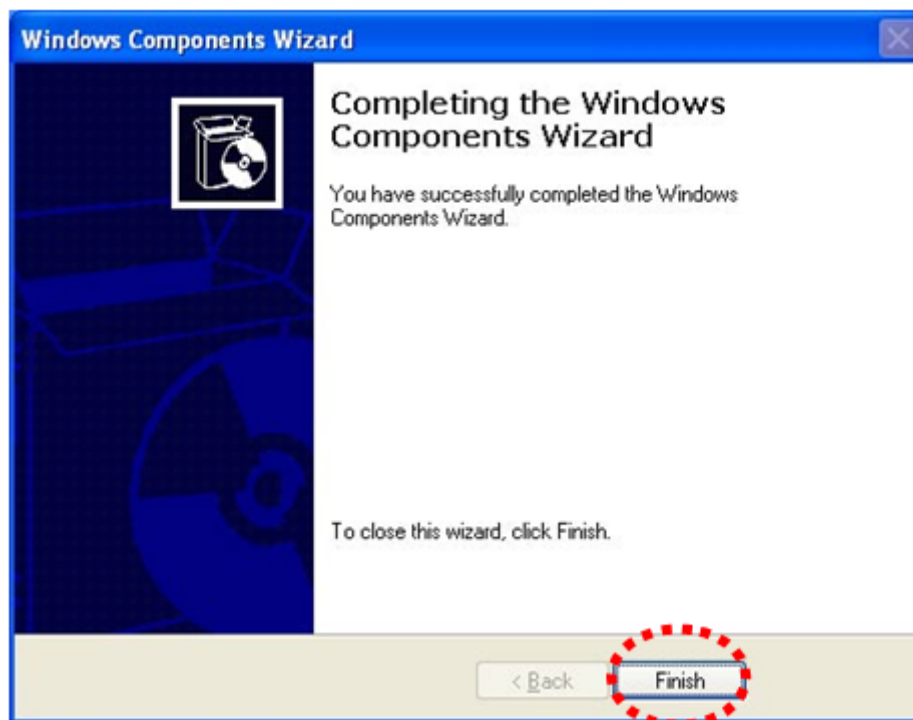 Windows Components Wizard
Completing the Windows
Components Wizard
You have successfully completed the Windows
Components Wizard.
To close this wizard, click Finish.
< Back
Finish